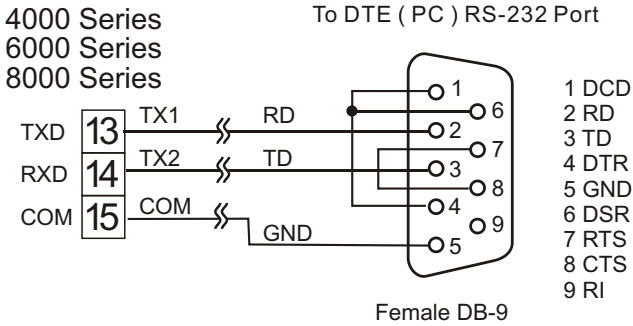 4000 Series
6000 Series
8000 Series
To DTE ( PC ) RS-232 Port
TXD 13 TX1 RD
RXD 14 TX2 TD
COM 15 COM GND
1
6
2
7
3
8
4
9
5
1 DCD
2 RD
3 TD
4 DTR
5 GND
6 DSR
7 RTS
8 CTS
9 RI
Female DB-9